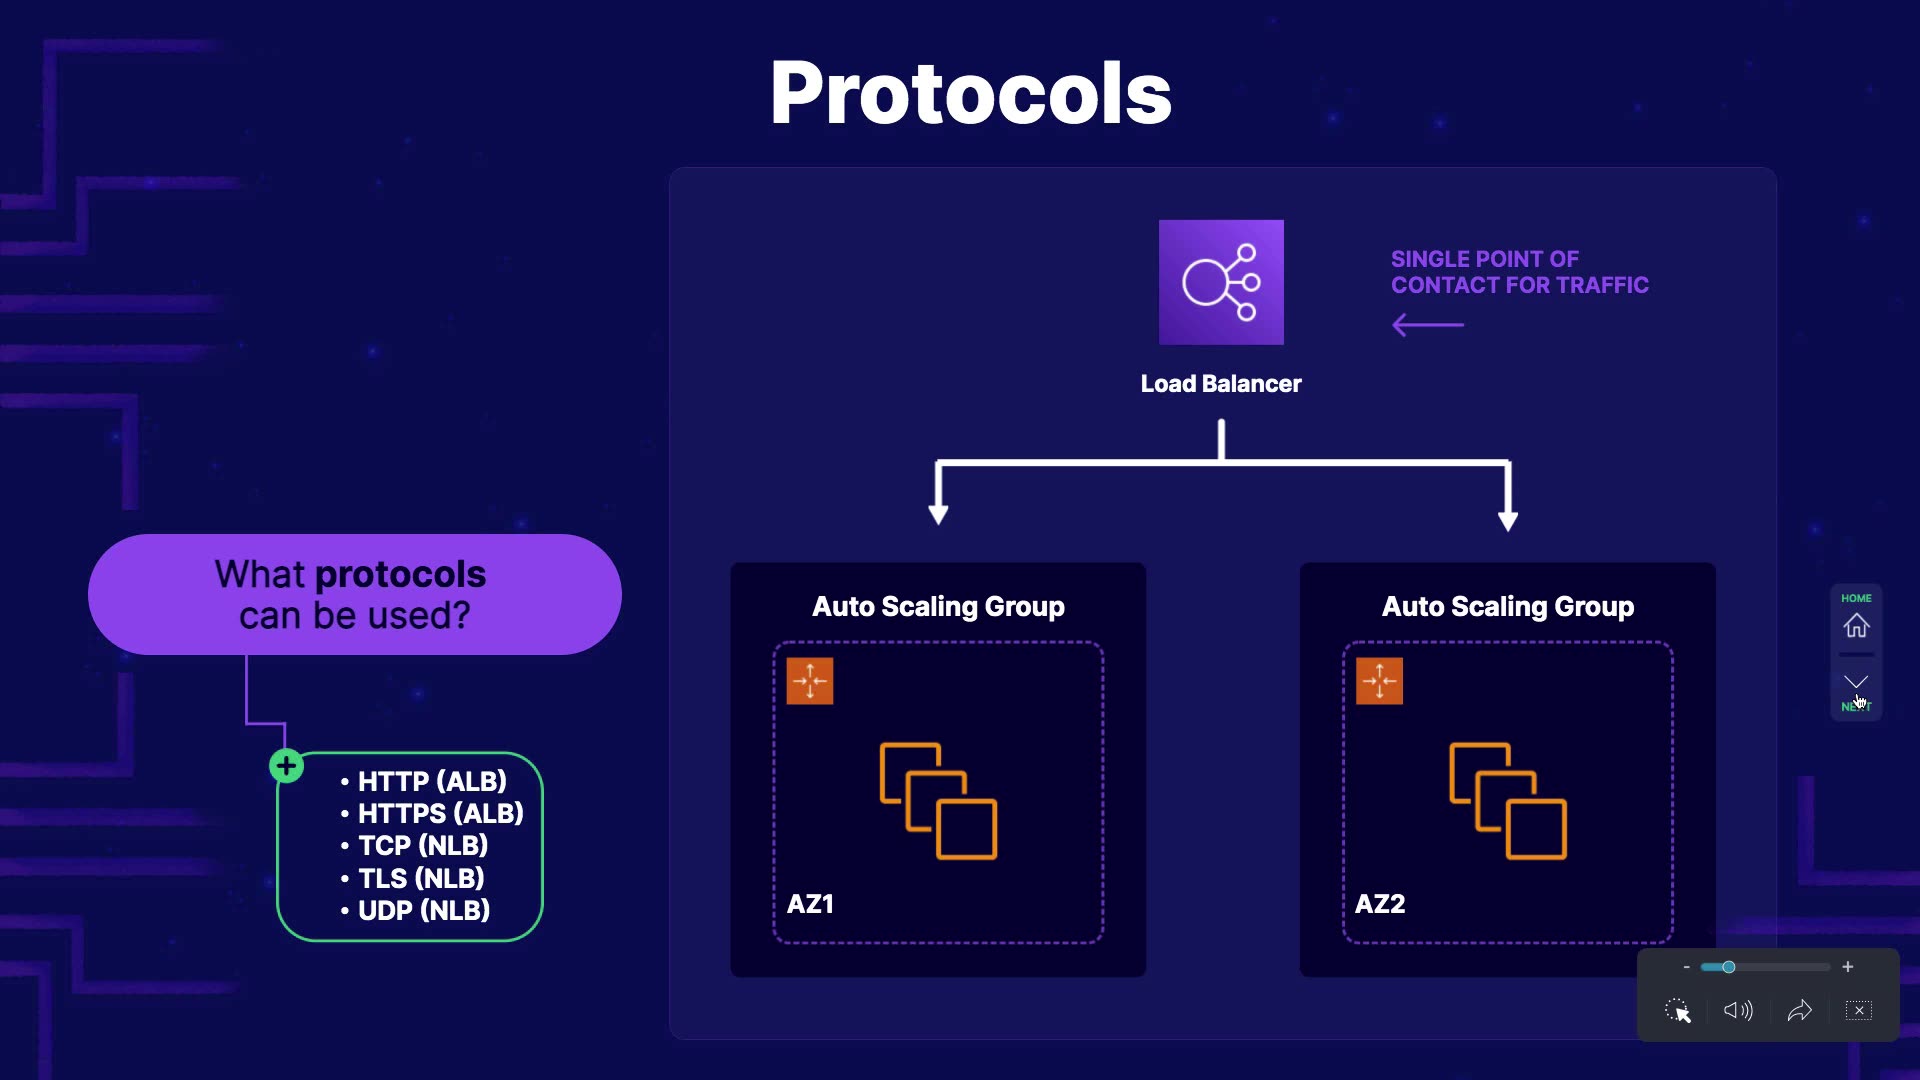 Protocols
SINGLE POINT OF
CONTACT FOR TRAFFIC
Load Balancer
What protocols
can be used?
• HTTP (ALB)
• HTTPS (ALB)
• TCP (NLB)
• TLS (NLB)
• UDP (NLB)
Auto Scaling Group
AZ1
Auto Scaling Group
AZ2
HOME
NEXT
- +